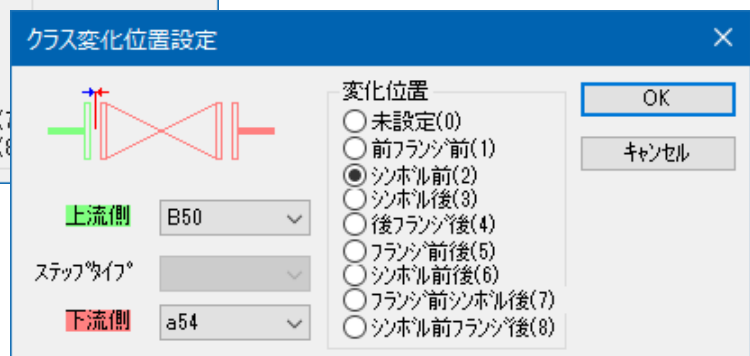 クラス変化位置設定
変化位置
未設定(0)
前フランジ前(1)
シンボル前(2)
シンボル後(3)
後フランジ後(4)
フランジ前後(5)
シンボル前後(6)
フランジ前シンボル後(7)
シンボル前フランジ後(8)
OK
キャンセル
上流側 B50
ステップタイプ
下流側 a54